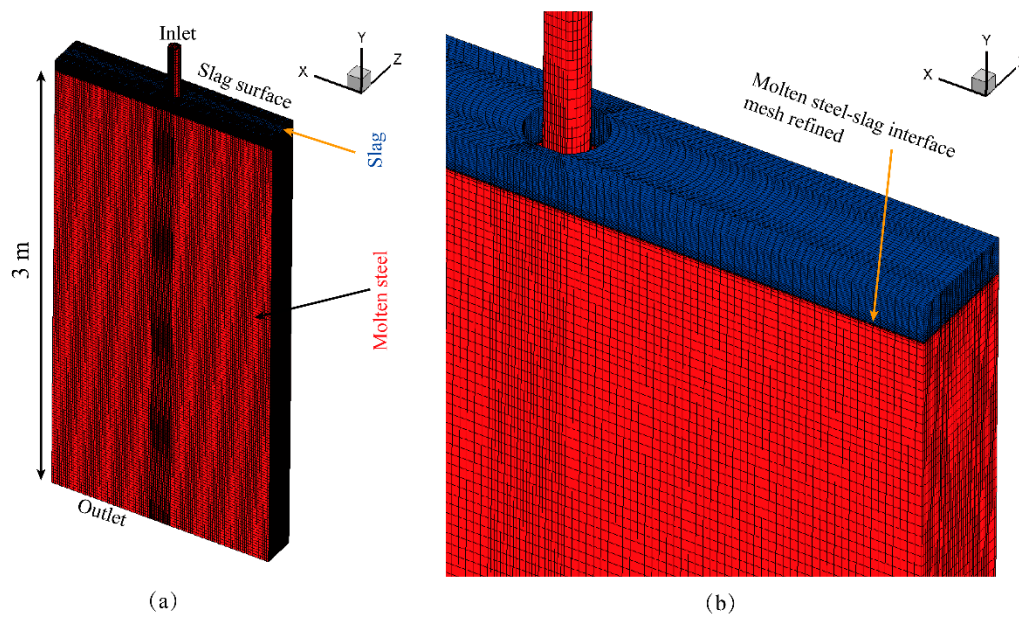 Inlet
Y
Z
X
Slag surface
Slag
3 m
Molten steel
Outlet
(a)
Y
X
Molten steel-slag interface
mesh refined
(b)